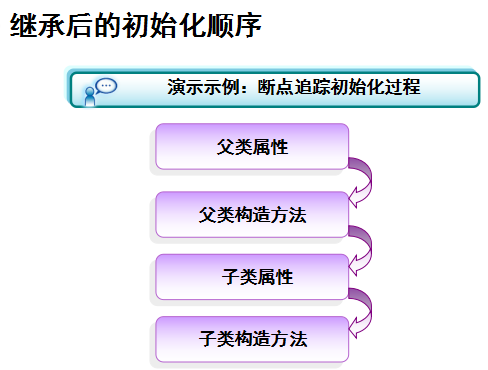 继承后的初始化顺序
演示示例：断点追踪初始化过程
父类属性
父类构造方法
子类属性
子类构造方法